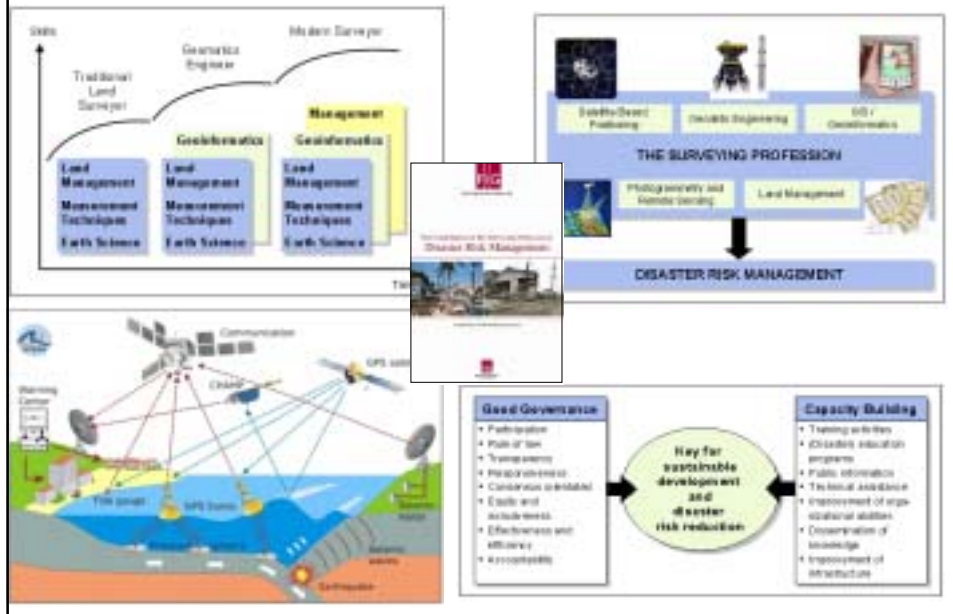 Skills
Modern Surveyor
Geomatics
Engineer
Traditional
Land
Surveyor
Management
Geoinformatics
Geoinformatics
Land
Management
Measurement
Techniques
Earth Science
Land
Management
Measurement
Techniques
Earth Science
Land
Management
Measurement
Techniques
Earth Science
Satellite Based
Positioning
Geodetic Engineering
GIS /
Geoinformatics
THE SURVEYING PROFESSION
Photogrammetry and
Remote Sensing
Land Management
DISASTER RISK MANAGEMENT
FIG
Disaster Risk Management
Communication
GPS
CHAMP
Warning
Center
Tide
GPS buoy
Seismic
waves
Earthquake
Good Governance
• Participation
• Rule of law
• Transparency
• Responsiveness
• Consensus orientated
• Equity and
inclusiveness
• Effectiveness and
efficiency
• Accountability
Key for
sustainable
development
and
disaster
risk reduction
Capacity Building
• Training activities
• (Disaster) education
programs
• Public information
• Technical assistance
• Improvement of orga-
nizational abilities
• Dissemination of
knowledge
• Improvement of
infrastructure